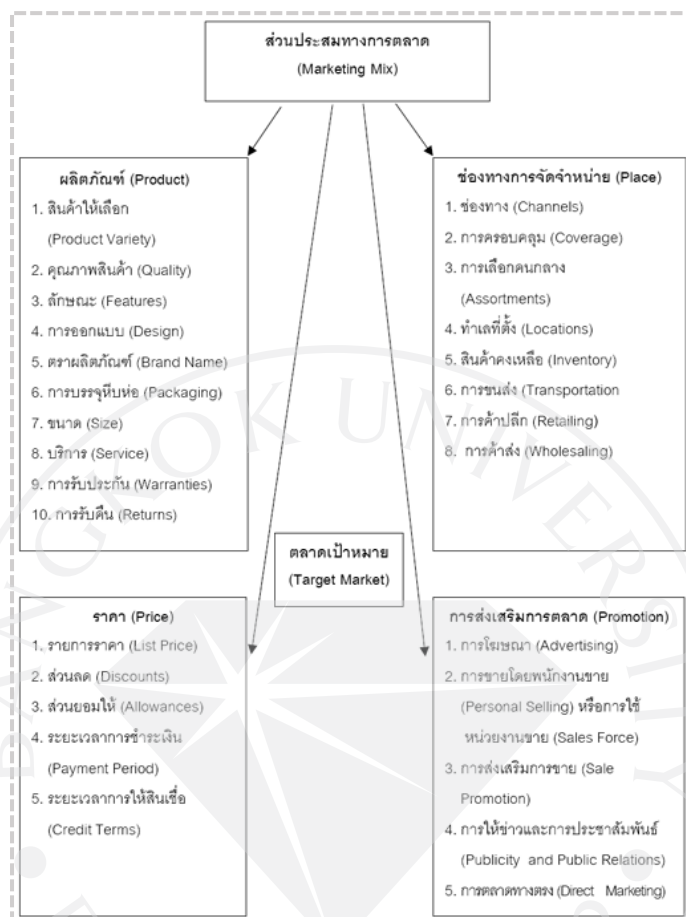 ส่วนประสมทางการตลาด
(Marketing Mix)
ผลิตภัณฑ์ (Product)
1. สินค้าให้เลือก
(Product Variety)
2. คุณภาพสินค้า (Quality)
3. ลักษณะ (Features)
4. การออกแบบ (Design)
5. ตราผลิตภัณฑ์ (Brand Name)
6. การบรรจุหีบห่อ (Packaging)
7. ขนาด (Size)
8. บริการ (Service)
9. การรับประกัน (Warranties)
10. การรับคืน (Returns)
ช่องทางการจัดจำหน่าย (Place)
1. ช่องทาง (Channels)
2. การครอบคลุม (Coverage)
3. การเลือกคนกลาง
(Assortments)
4. ทำเลที่ตั้ง (Locations)
5. สินค้าคงเหลือ (Inventory)
6. การขนส่ง (Transportation
7. การค้าปลีก (Retailing)
8. การค้าส่ง (Wholesaling)
ตลาดเป้าหมาย
(Target Market)
ราคา (Price)
1. รายการราคา (List Price)
2. ส่วนลด (Discounts)
3. ส่วนยอมให้ (Allowances)
4. ระยะเวลาการชำระเงิน
(Payment Period)
5. ระยะเวลาการให้สินเชื่อ
(Credit Terms)
การส่งเสริมการตลาด (Promotion)
1. การโฆษณา (Advertising)
2. การขายโดยพนักงานขาย
(Personal Selling) หรือการใช้
หน่วยงานขาย (Sales Force)
3. การส่งเสริมการขาย (Sale
Promotion)
4. การให้ข่าวและการประชาสัมพันธ์
(Publicity and Public Relations)
5. การตลาดทางตรง (Direct Marketing)
BANGKOK UNIVERSITY